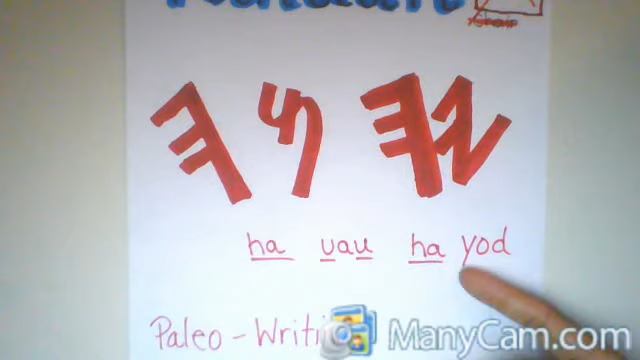 𐤉𐤄𐤅𐤄
ha uau ha yod
Paleo - Writi
ManyCam.com